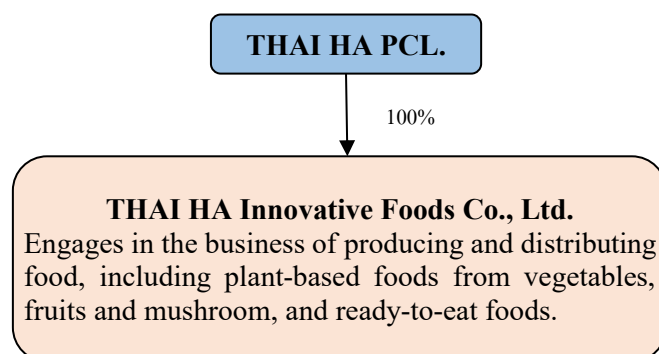 THAI HA PCL.
100%
THAI HA Innovative Foods Co., Ltd.
Engages in the business of producing and distributing
food, including plant-based foods from vegetables,
fruits and mushroom, and ready-to-eat foods.